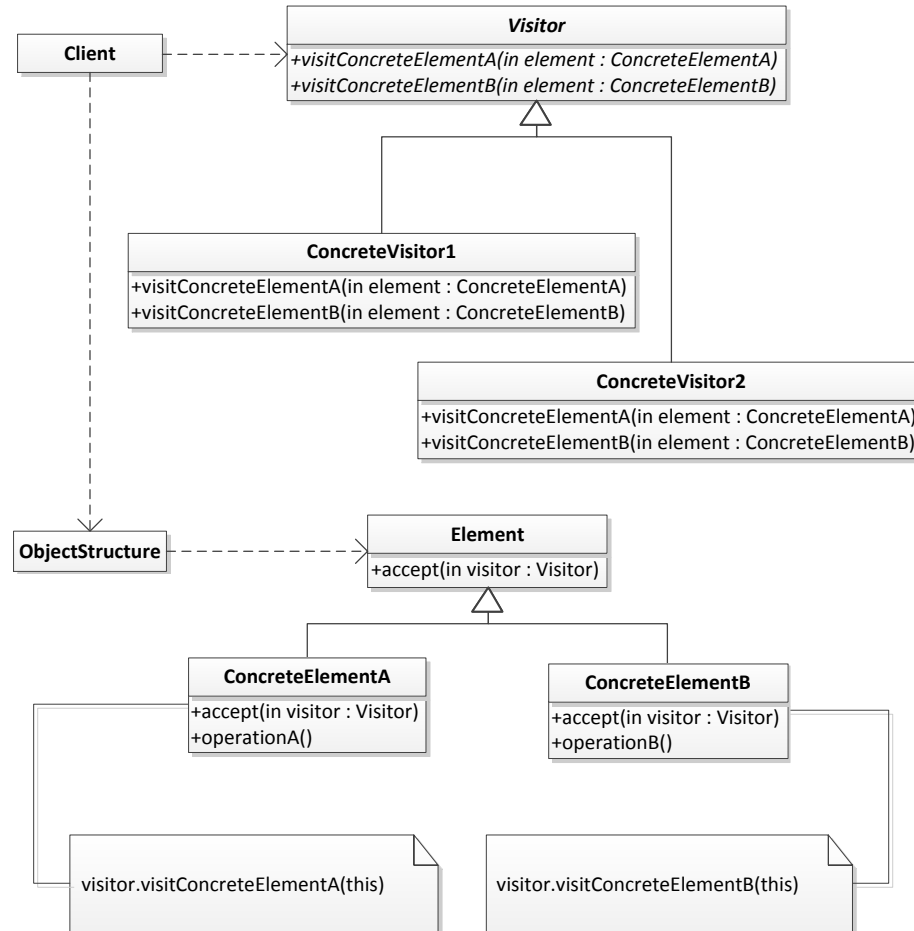 Visitor
Client
+visitConcreteElementA(in element : ConcreteElementA)
+visitConcreteElementB(in element : ConcreteElementB)
ConcreteVisitor1
+visitConcreteElementA(in element : ConcreteElementA)
+visitConcreteElementB(in element : ConcreteElementB)
ConcreteVisitor2
+visitConcreteElementA(in element : ConcreteElementA)
+visitConcreteElementB(in element : ConcreteElementB)
ObjectStructure
Element
+accept(in visitor : Visitor)
ConcreteElementA
+accept(in visitor : Visitor)
+operationA()
ConcreteElementB
+accept(in visitor : Visitor)
+operationB()
visitor.visitConcreteElementA(this)
visitor.visitConcreteElementB(this)